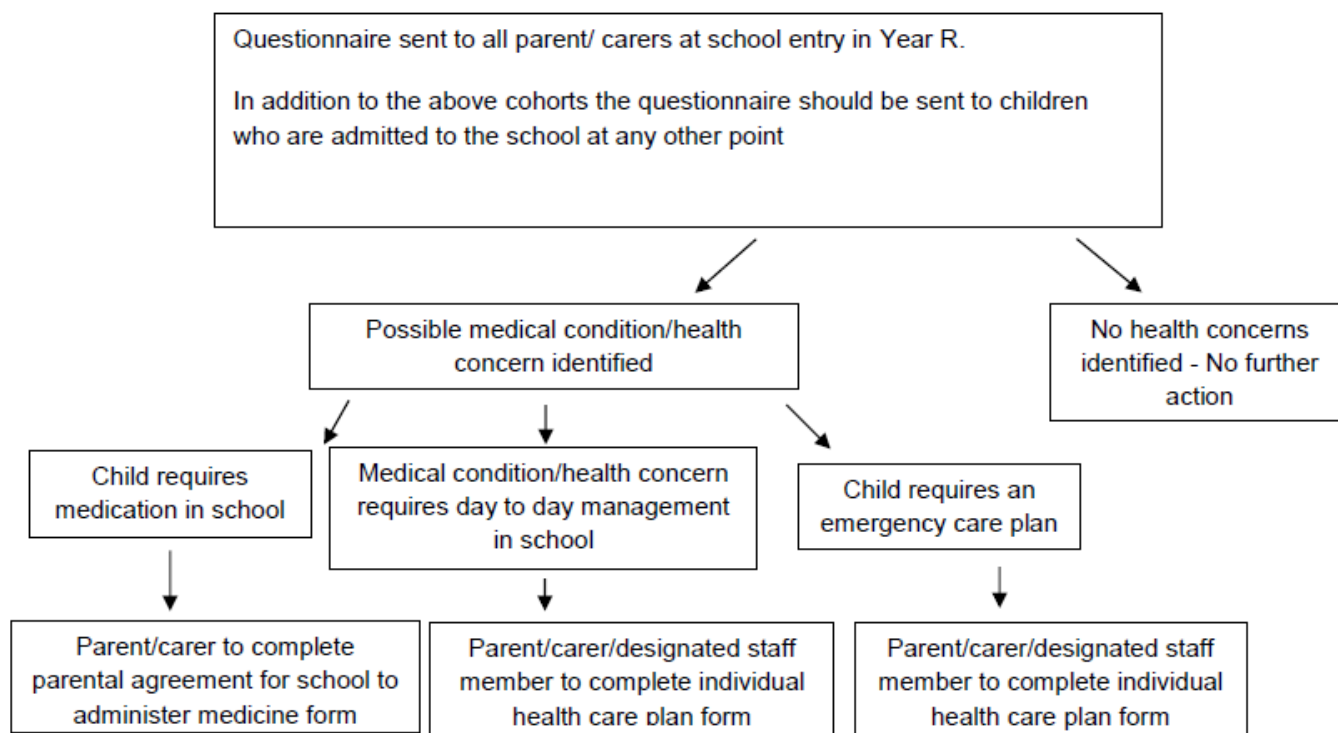 Questionnaire sent to all parent/ carers at school entry in Year R.
In addition to the above cohorts the questionnaire should be sent to children
who are admitted to the school at any other point
Possible medical condition/health
concern identified
No health concerns
identified - No further
action
Child requires
medication in school
Medical condition/health concern
requires day to day management
in school
Child requires an
emergency care plan
Parent/carer to complete
parental agreement for school to
administer medicine form
Parent/carer/designated staff
member to complete individual
health care plan form
Parent/carer/designated staff
member to complete individual
health care plan form